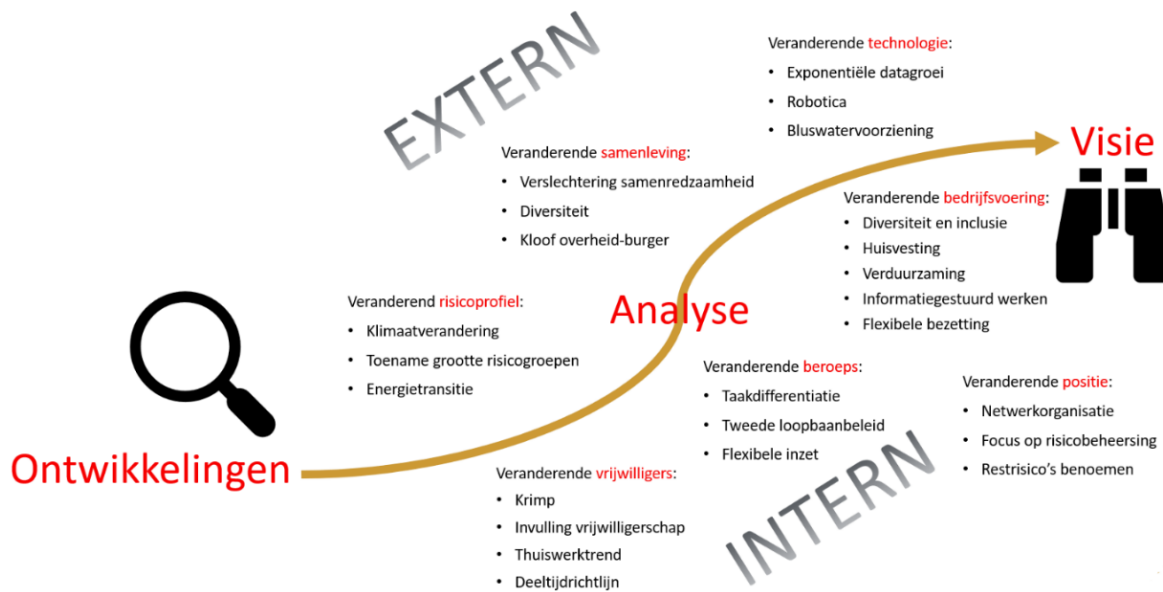 EXTERN
Veranderende technologie:
• Exponentiële datagroei
• Robotica
• Bluswatervoorziening
Visie
Veranderende samenleving:
• Verslechtering samenredzaamheid
• Diversiteit
• Kloof overheid-burger
Veranderende bedrijfsvoering:
• Diversiteit en inclusie
• Huisvesting
• Verduurzaming
• Informatiegestuurd werken
• Flexibele bezetting
Veranderend risicoprofiel:
• Klimaatverandering
• Toename grootte risicogroepen
• Energietransitie
Analyse
Veranderende beroeps:
• Taakdifferentiatie
• Tweede loopbaanbeleid
• Flexibele inzet
Veranderende positie:
• Netwerkorganisatie
• Focus op risicobeheersing
• Restrisico's benoemen
Ontwikkelingen
Veranderende vrijwilligers:
• Krimp
• Invulling vrijwilligerschap
• Thuiswerktrend
• Deeltijdrichtlijn
INTERN